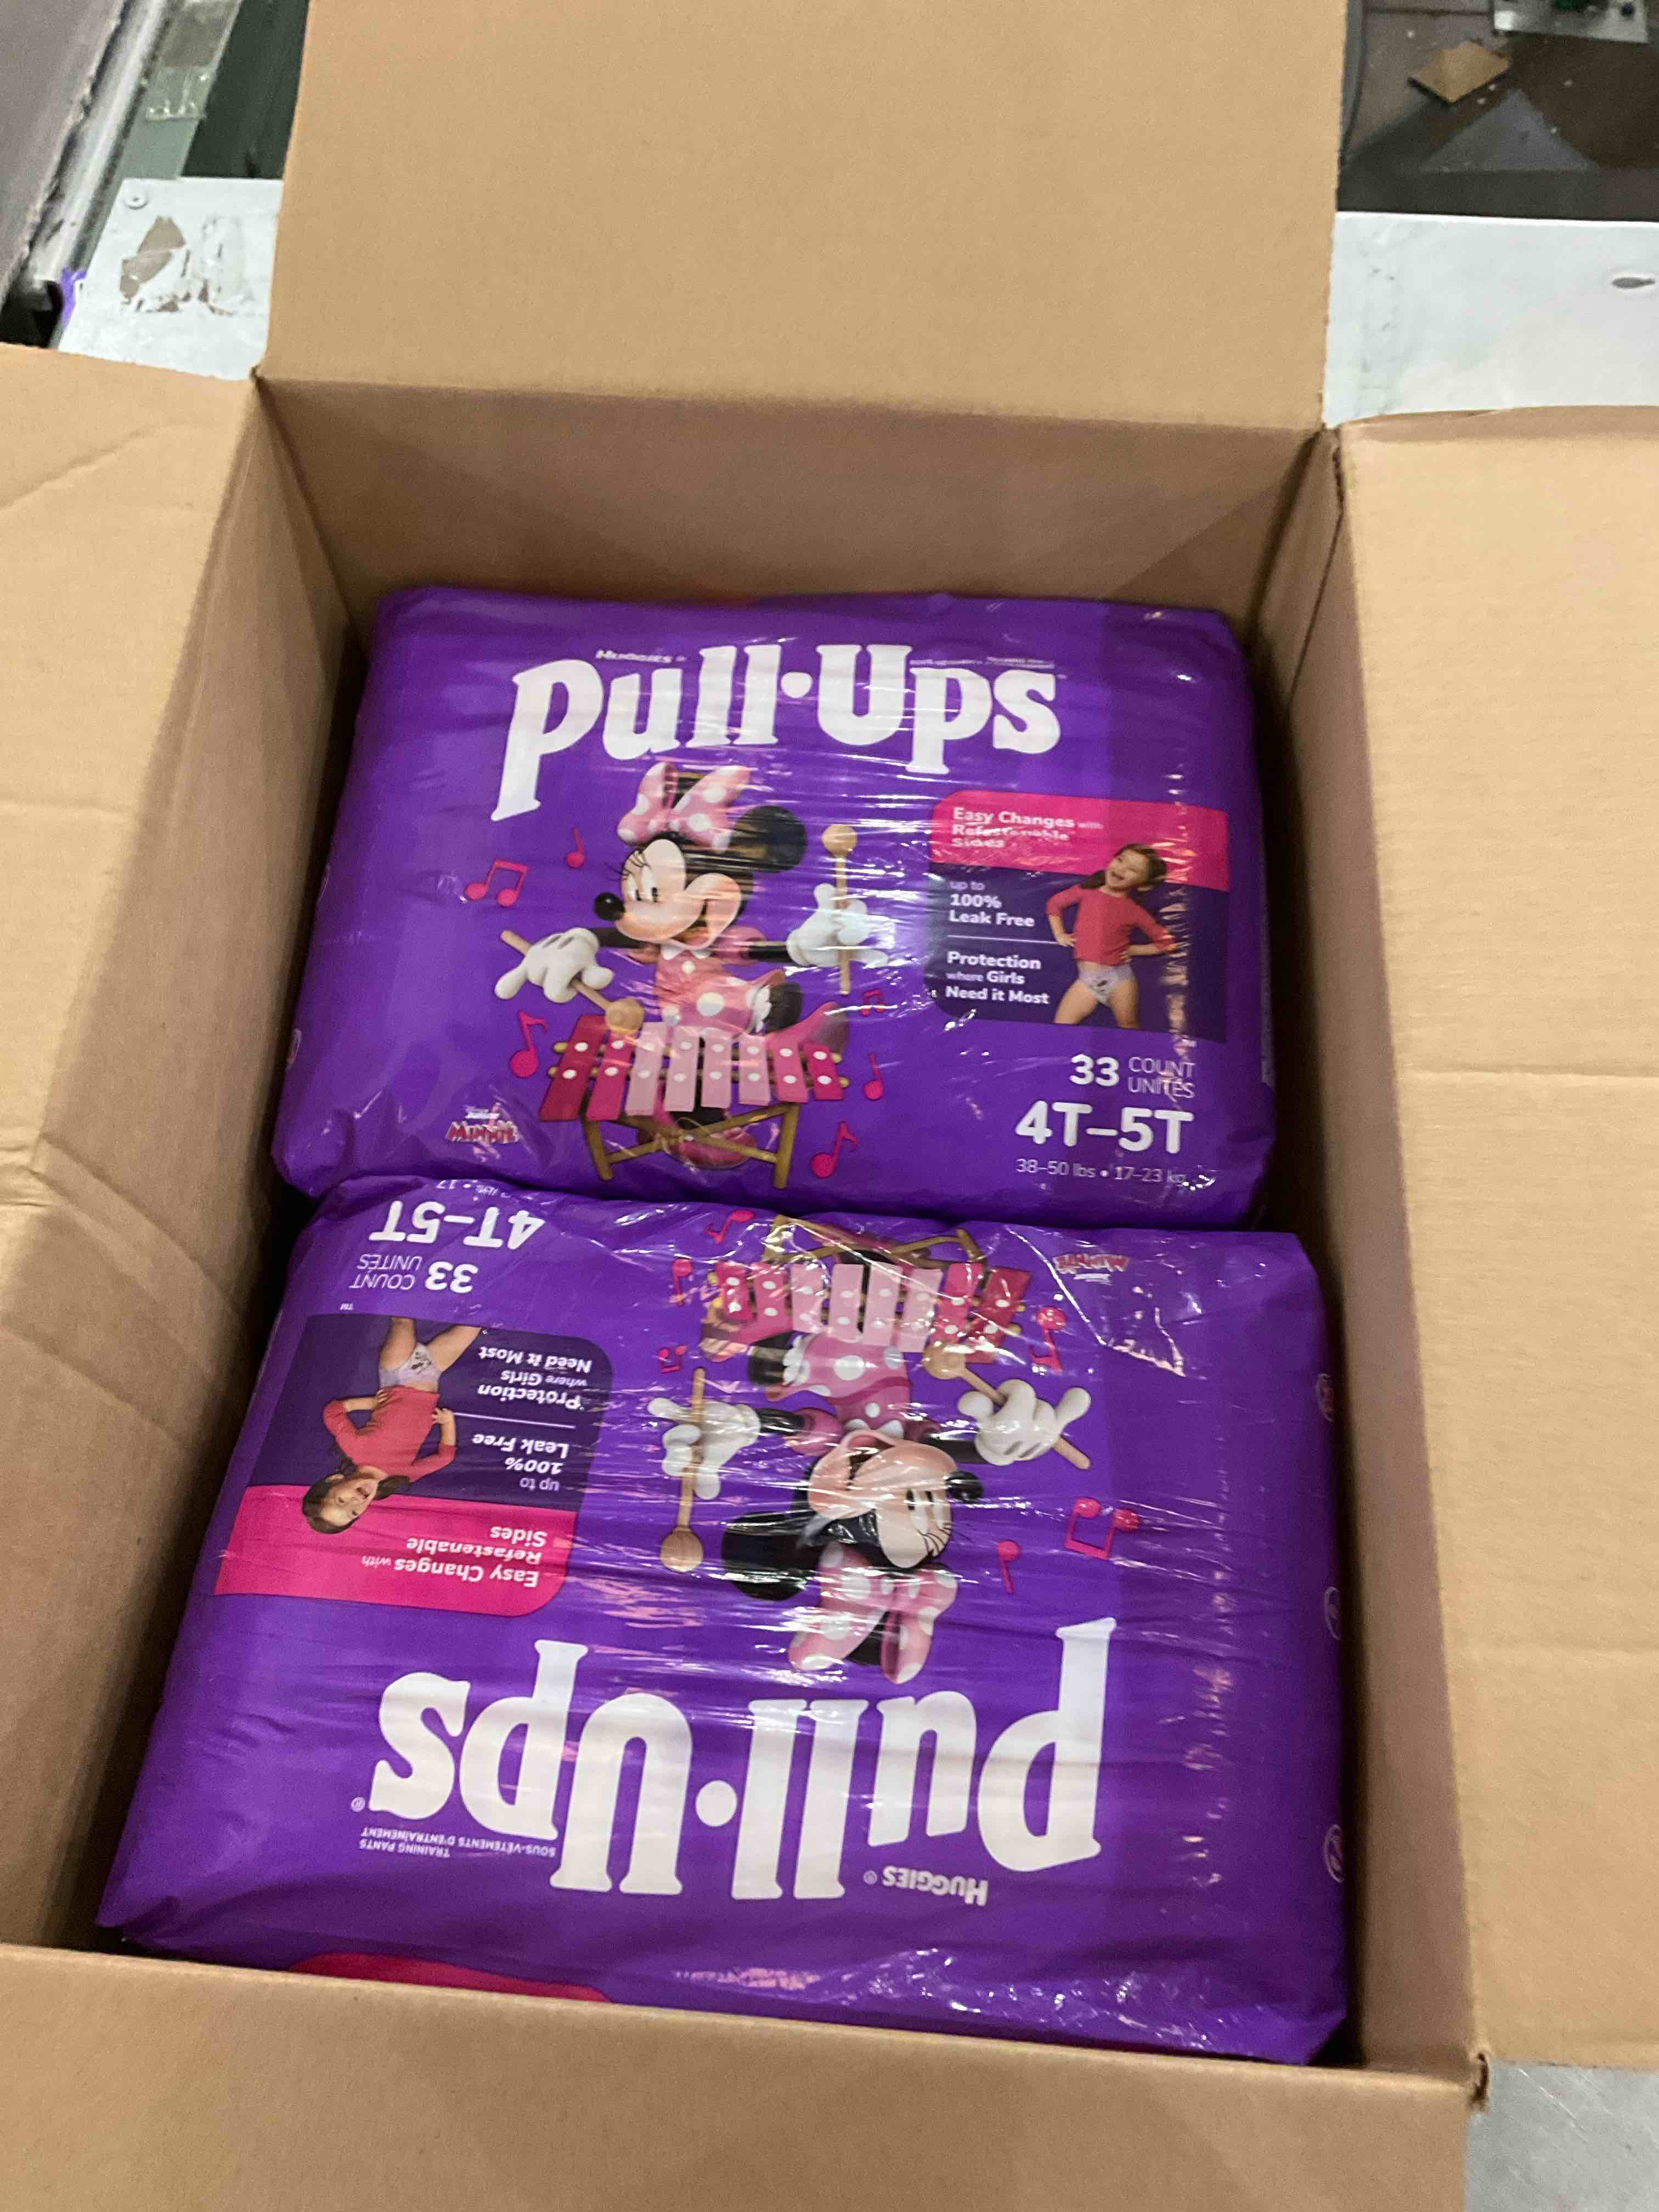 HUGGIES®
Pull·Ups
Easy Changes with
Refastenable
Sides
up to
100%
Leak Free
Protection
where Girls
Need it Most
33 COUNT
UNITÉS
4T–5T
38–50 lbs • 17–23 kg
MINNIE
HUGGIES®
Pull·Ups®
TRAINING PANTS
SOUS-VÊTEMENTS D'ENTRAÎNEMENT
Easy Changes with
Refastenable
Sides
up to
100%
Leak Free
Protection
where Girls
Need it Most
TM
33 COUNT
UNITÉS
4T–5T
MINNIE